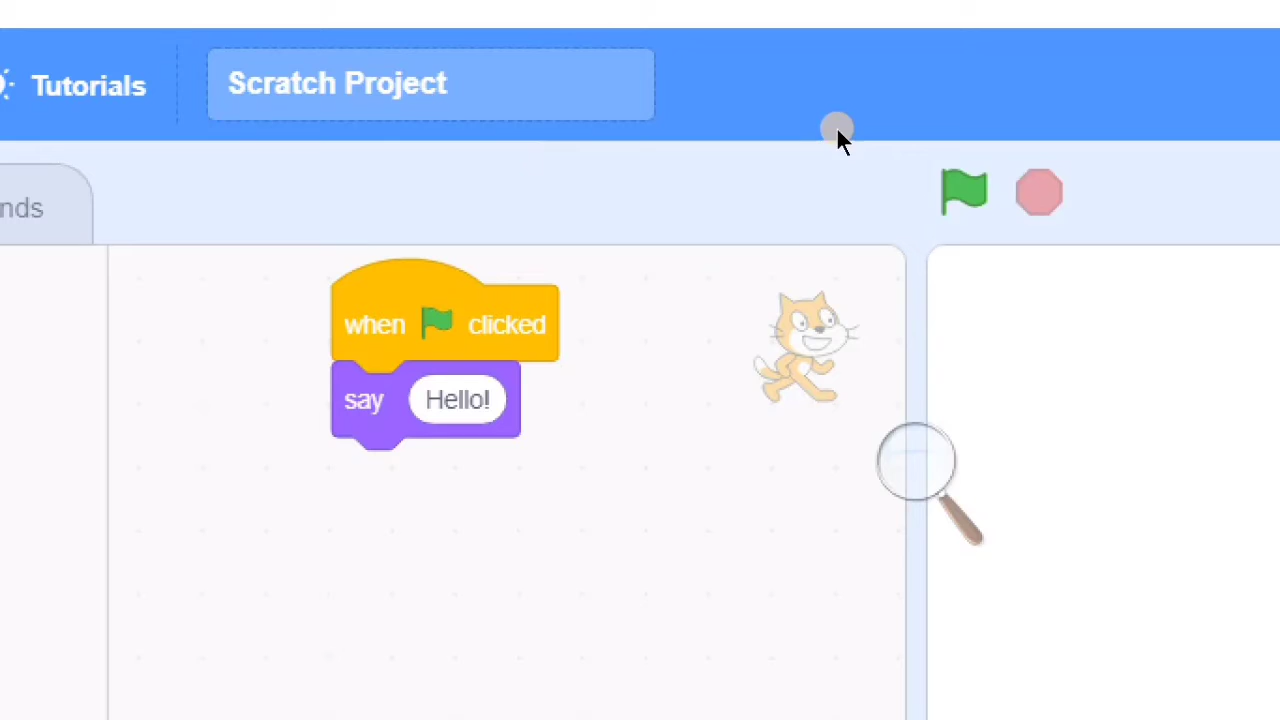 Tutorials
Scratch Project
nds
when clicked
say Hello!